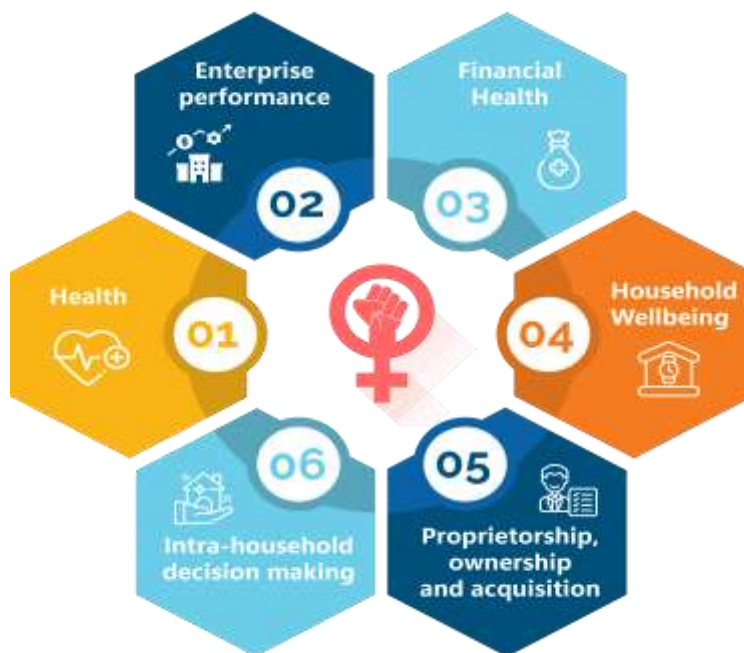 Health
01
Enterprise
performance
02
Financial
Health
03
Household
Wellbeing
04
05
Proprietorship,
ownership
and acquisition
06
Intra-household
decision making